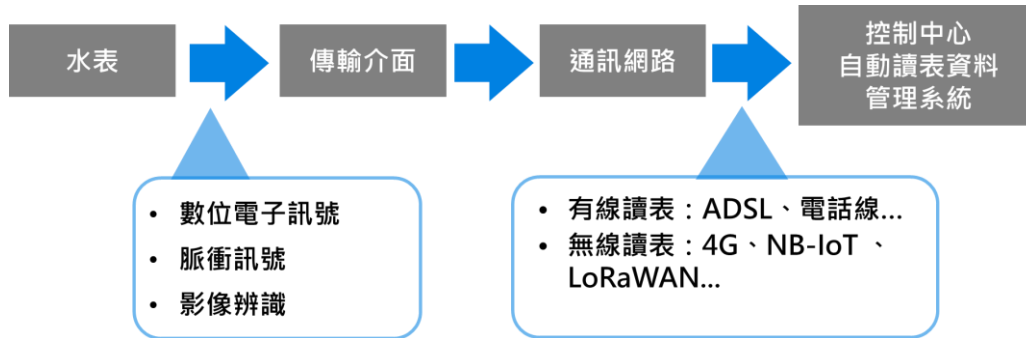 水表
傳輸介面
通訊網路
控制中心
自動讀表資料
管理系統
• 數位電子訊號
• 脈衝訊號
• 影像辨識
• 有線讀表：ADSL、電話線...
• 無線讀表：4G、NB-IoT 、
LoRaWAN...